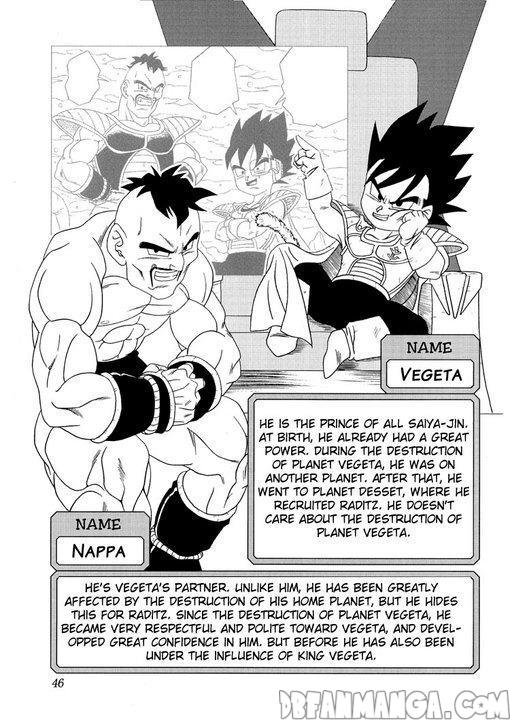 NAME
VEGETA
HE IS THE PRINCE OF ALL SAIYA-JIN.
AT BIRTH, HE ALREADY HAD A GREAT
POWER. DURING THE DESTRUCTION
OF PLANET VEGETA, HE WAS ON
ANOTHER PLANET. AFTER THAT, HE
WENT TO PLANET DESSET, WHERE HE
RECRUITED RADITZ. HE DOESN'T
CARE ABOUT THE DESTRUCTION OF
PLANET VEGETA.
NAME
NAPPA
HE'S VEGETA'S PARTNER. UNLIKE HIM, HE HAS BEEN GREATLY
AFFECTED BY THE DESTRUCTION OF HIS HOME PLANET, BUT HE HIDES
THIS FOR RADITZ. SINCE THE DESTRUCTION OF PLANET VEGETA, HE
BECAME VERY RESPECTFUL AND POLITE TOWARD VEGETA, AND DEVEL-
OPPED GREAT CONFIDENCE IN HIM. BUT BEFORE HE HAS ALSO BEEN
UNDER THE INFLUENCE OF KING VEGETA.
46
DBFANMANGA.COM